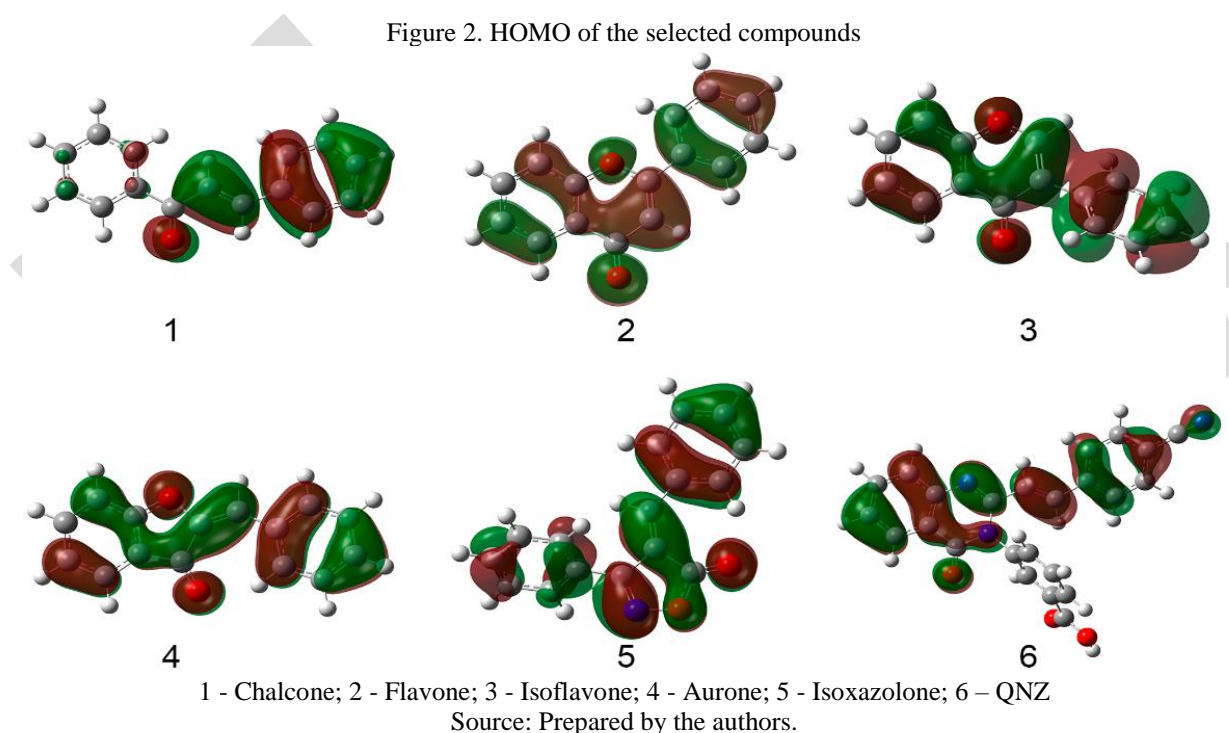 Figure 2. HOMO of the selected compounds
1
2
3
4
5
6
1 - Chalcone; 2 - Flavone; 3 - Isoflavone; 4 - Aurone; 5 - Isoxazolone; 6 – QNZ
Source: Prepared by the authors.